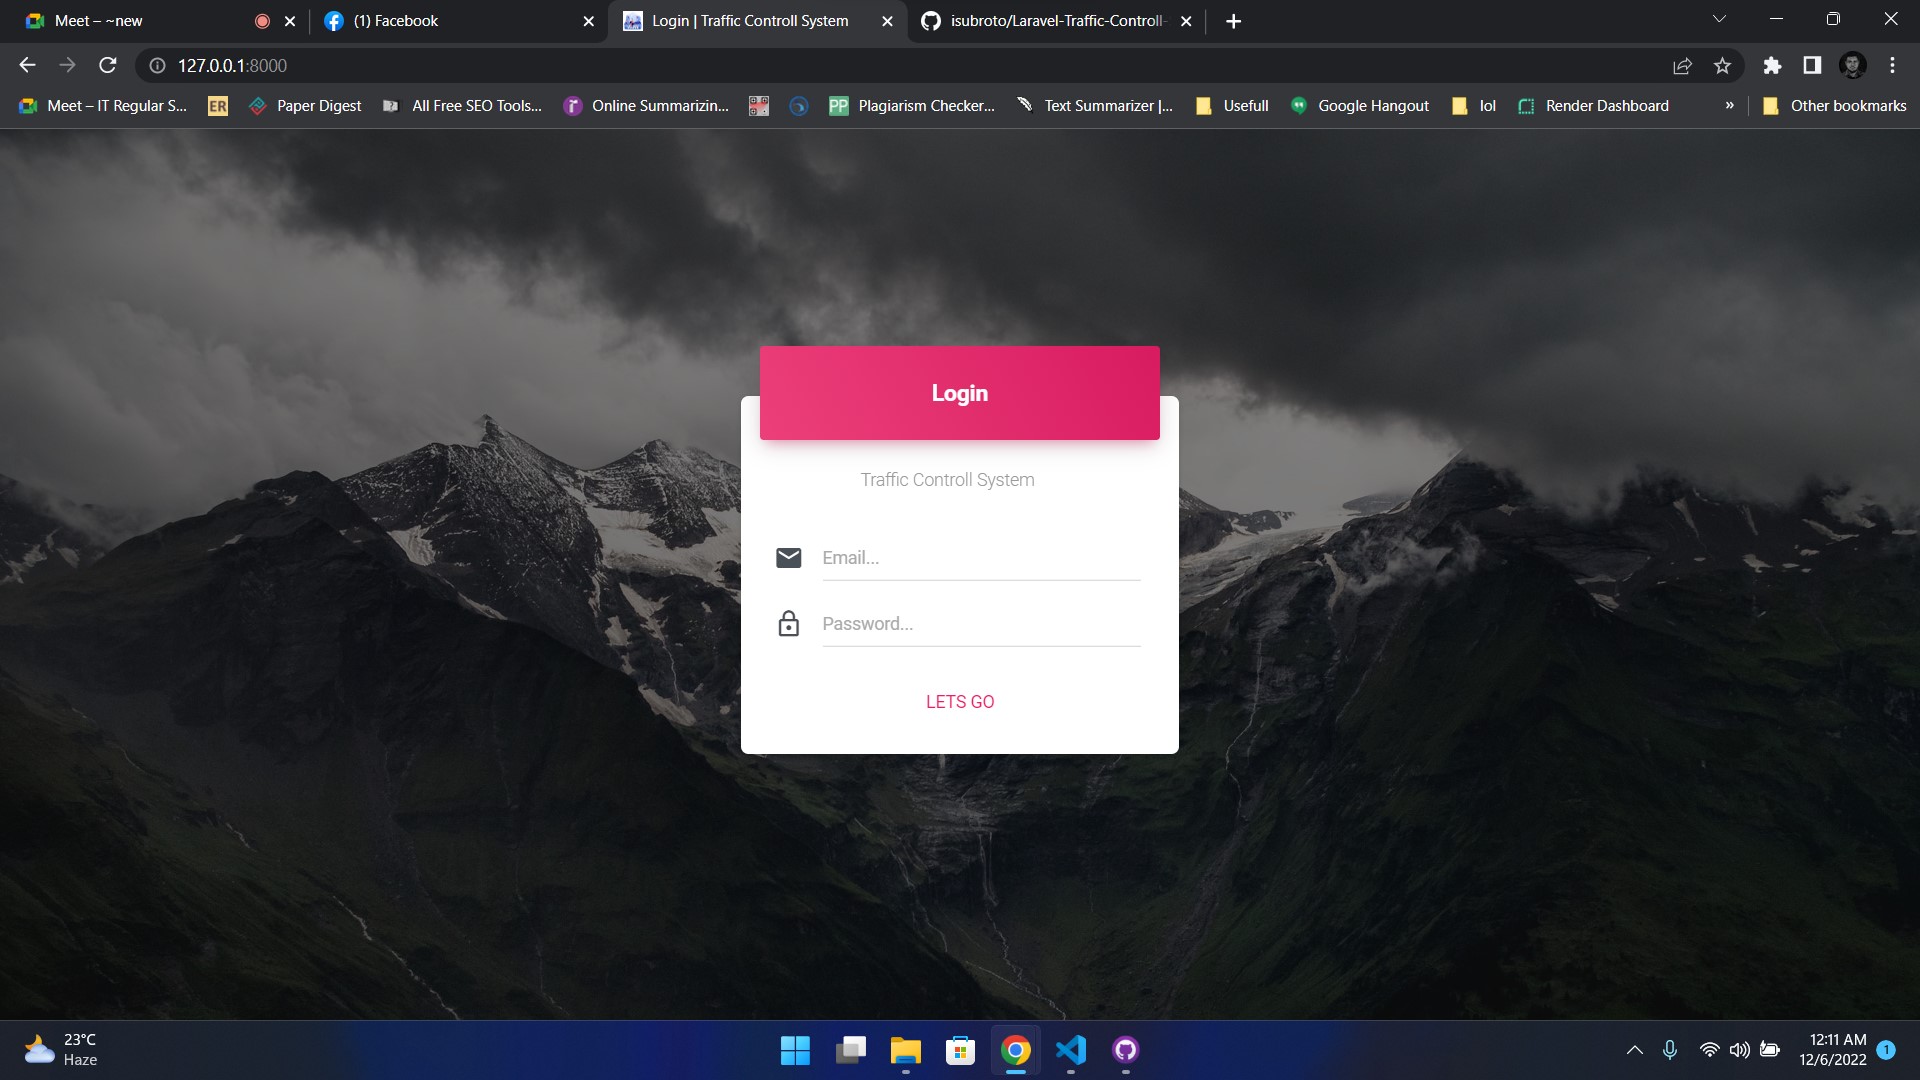 Meet – ~new
(1) Facebook
Login | Traffic Controll System
isubroto/Laravel-Traffic-Controll-
127.0.0.1:8000
Meet – IT Regular S...
ER
Paper Digest
All Free SEO Tools...
Online Summarizin...
PP
Plagiarism Checker...
Text Summarizer |...
Usefull
Google Hangout
lol
Render Dashboard
»
Other bookmarks
Login
Traffic Controll System
Email...
Password...
LETS GO
23°C
Haze
12:11 AM
12/6/2022
1